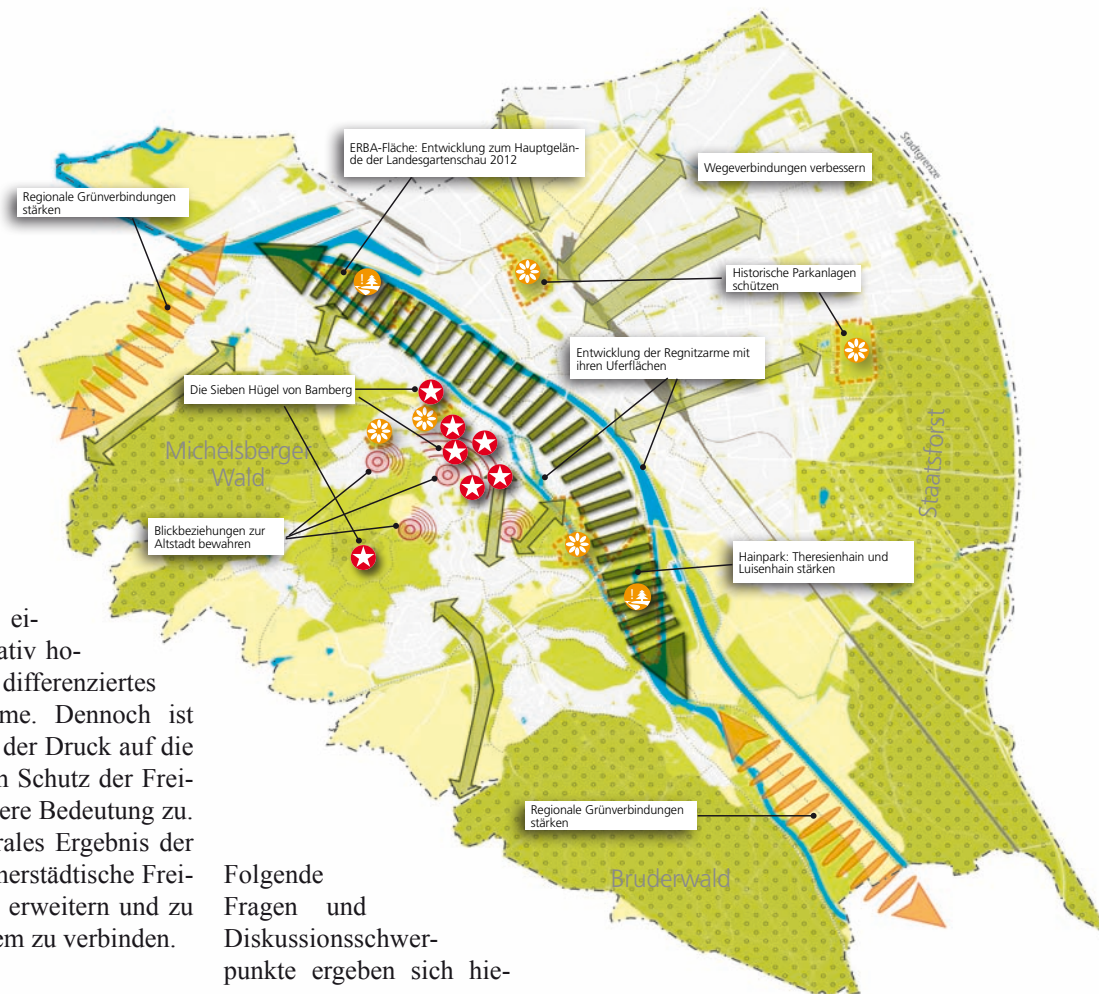 ERBA-Fläche: Entwicklung zum Hauptgelän-
de der Landesgartenschau 2012
Wegeverbindungen verbessern
Stadtgrenze
Regionale Grünverbindungen
stärken
Historische Parkanlagen
schützen
Entwicklung der Regnitzarme mit
ihren Uferflächen
Die Sieben Hügel von Bamberg
Michelsberger
Wald
Staatsforst
Blickbeziehungen zur
Altstadt bewahren
Hainpark: Theresienhain und
Luisenhain stärken
Regionale Grünverbindungen
stärken
Bruderwald
ei-
ativ ho-
differenziertes
me. Dennoch ist
der Druck auf die
n Schutz der Frei-
ere Bedeutung zu.
rales Ergebnis der
nerstädtische Frei-
erweitern und zu
em zu verbinden.
Folgende
Fragen und
Diskussionsschwer-
punkte ergeben sich hie-